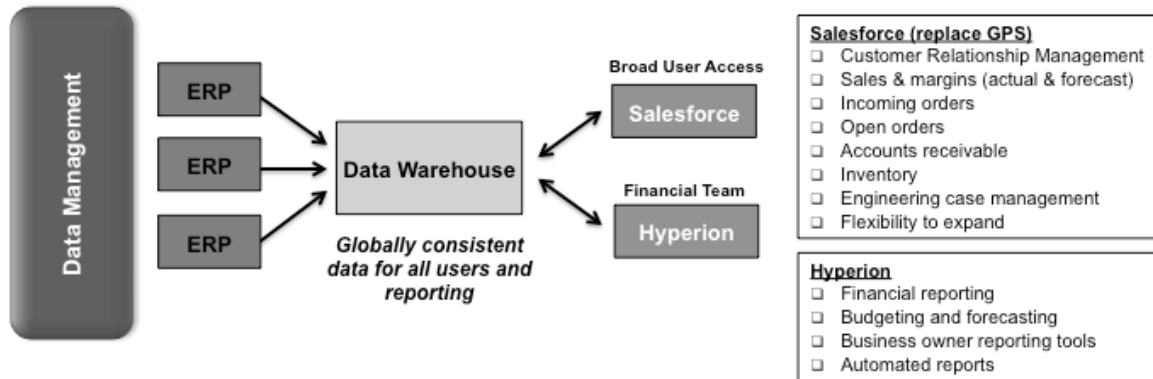 Data Management
ERP
ERP
ERP
Data Warehouse
Globally consistent
data for all users and
reporting
Broad User Access
Salesforce
Financial Team
Hyperion
Salesforce (replace GPS)
❑ Customer Relationship Management
❑ Sales & margins (actual & forecast)
❑ Incoming orders
❑ Open orders
❑ Accounts receivable
❑ Inventory
❑ Engineering case management
❑ Flexibility to expand
Hyperion
❑ Financial reporting
❑ Budgeting and forecasting
❑ Business owner reporting tools
❑ Automated reports